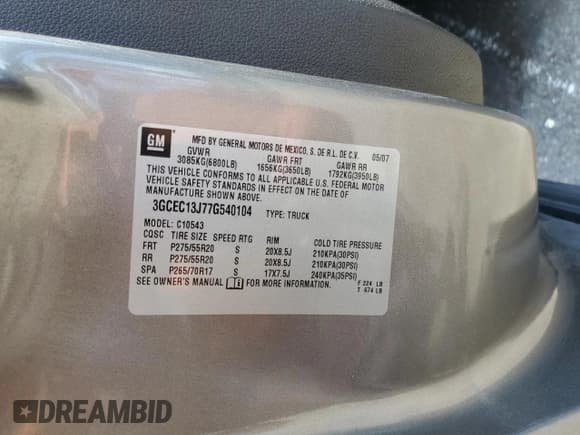 GM
MFD BY GENERAL MOTORS DE MEXICO, S. DE R.L. DE C.V. 05/07
GVWR GAWR FRT GAWR RR
3085KG(6800LB) 1656KG(3650LB) 1792KG(3950LB)
THIS VEHICLE CONFORMS TO ALL APPLICABLE U.S. FEDERAL MOTOR
VEHICLE SAFETY STANDARDS IN EFFECT ON THE DATE OF
MANUFACTURE SHOWN ABOVE.
3GCEC13J77G540104 TYPE: TRUCK
MODEL: C10543
COSC TIRE SIZE SPEED RTG RIM COLD TIRE PRESSURE
FRT P275/55R20 S 20X8.5J 210KPA(30PSI)
RR P275/55R20 S 20X8.5J 210KPA(30PSI)
SPA P265/70R17 S 17X7.5J 240KPA(35PSI)
SEE OWNER'S MANUAL FOR MORE INFORMATION. F 224 LB
T 674 LB
DREAMBID